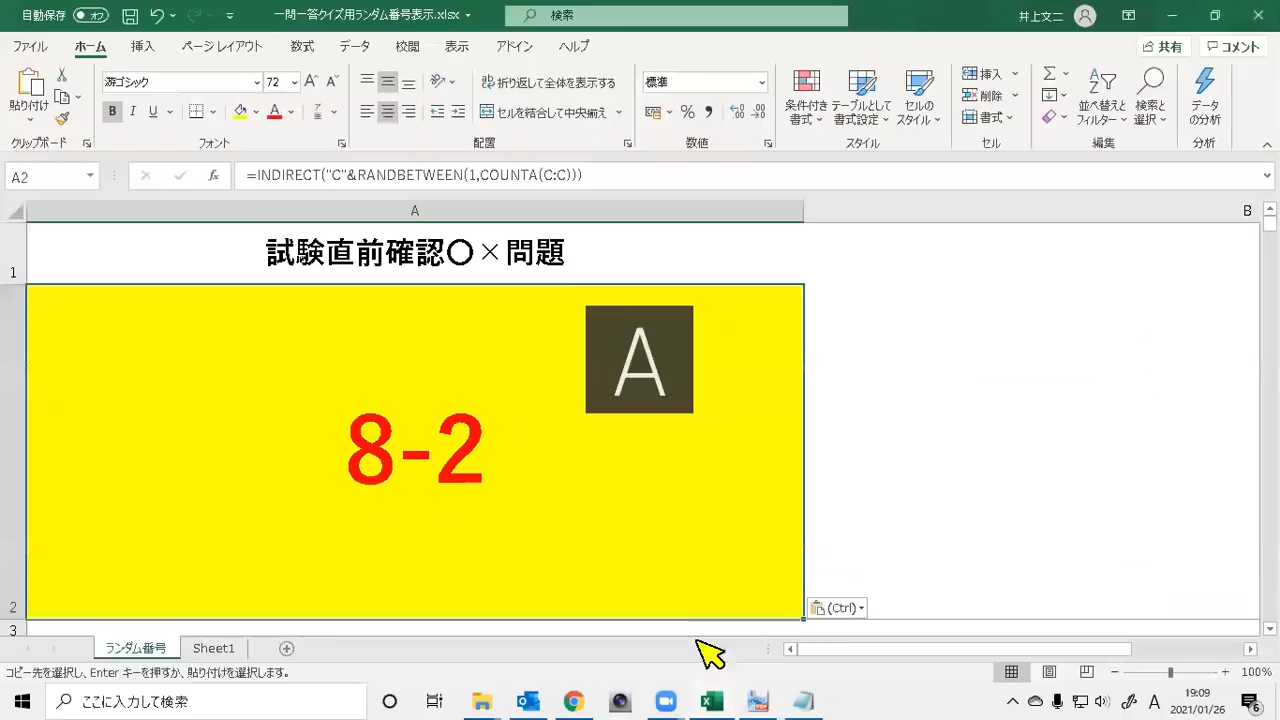 自動保存 オフ 一問一答クイズ用ランダム番号表示.xlsx 検索 井上文二
ファイル ホーム 挿入 ページ レイアウト 数式 データ 校閲 表示 アドイン ヘルプ 共有 コメント
貼り付け 游ゴシック 72 A A 折り返して全体を表示する 標準 挿入
B I U A セルを結合して中央揃え % 条件付き書式 テーブルとして書式設定 セルのスタイル 削除 書式 並べ替えとフィルター 検索と選択 データの分析
クリップボード フォント 配置 数値 スタイル セル 編集 分析
A2 fx =INDIRECT("C"&RANDBETWEEN(1,COUNTA(C:C)))
A B
1 試験直前確認〇×問題
A
8-2
2 (Ctrl)
3
ランダム番号 Sheet1
コピー先を選択し、Enter キーを押すか、貼り付けを選択します。 100%
ここに入力して検索 A 19:09
2021/01/26 6